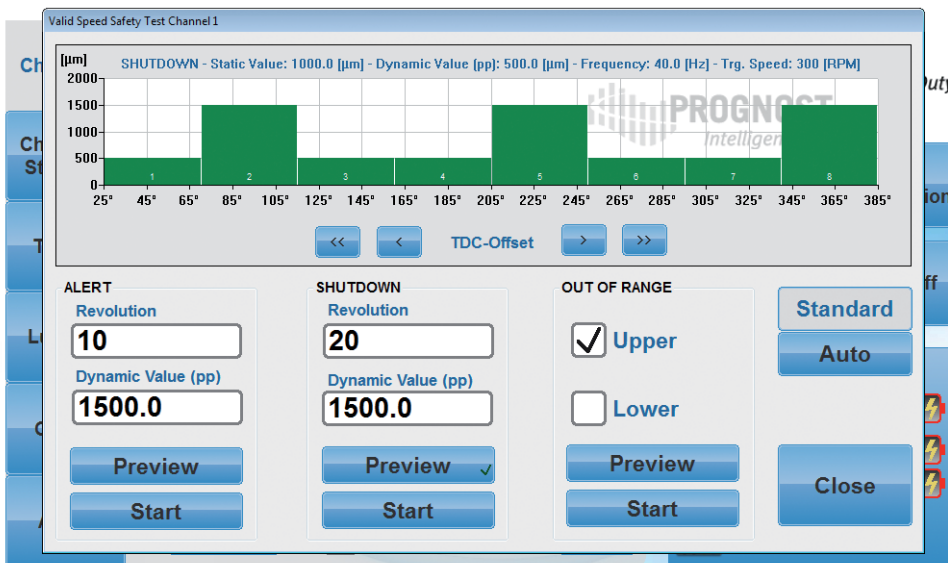 Valid Speed Safety Test Channel 1
[µm]
SHUTDOWN - Static Value: 1000.0 [µm] - Dynamic Value (pp): 500.0 [µm] - Frequency: 40.0 [Hz] - Trg. Speed: 300 [RPM]
2000
1500
1000
500
0
PROGNOST
Intelligen
1 2 3 4 5 6 7 8
25° 45° 65° 85° 105° 125° 145° 165° 185° 205° 225° 245° 265° 285° 305° 325° 345° 365° 385°
<< < TDC-Offset > >>
ALERT
Revolution
10
Dynamic Value (pp)
1500.0
Preview
Start
SHUTDOWN
Revolution
20
Dynamic Value (pp)
1500.0
Preview
Start
OUT OF RANGE
Upper
Lower
Preview
Start
Standard
Auto
Close